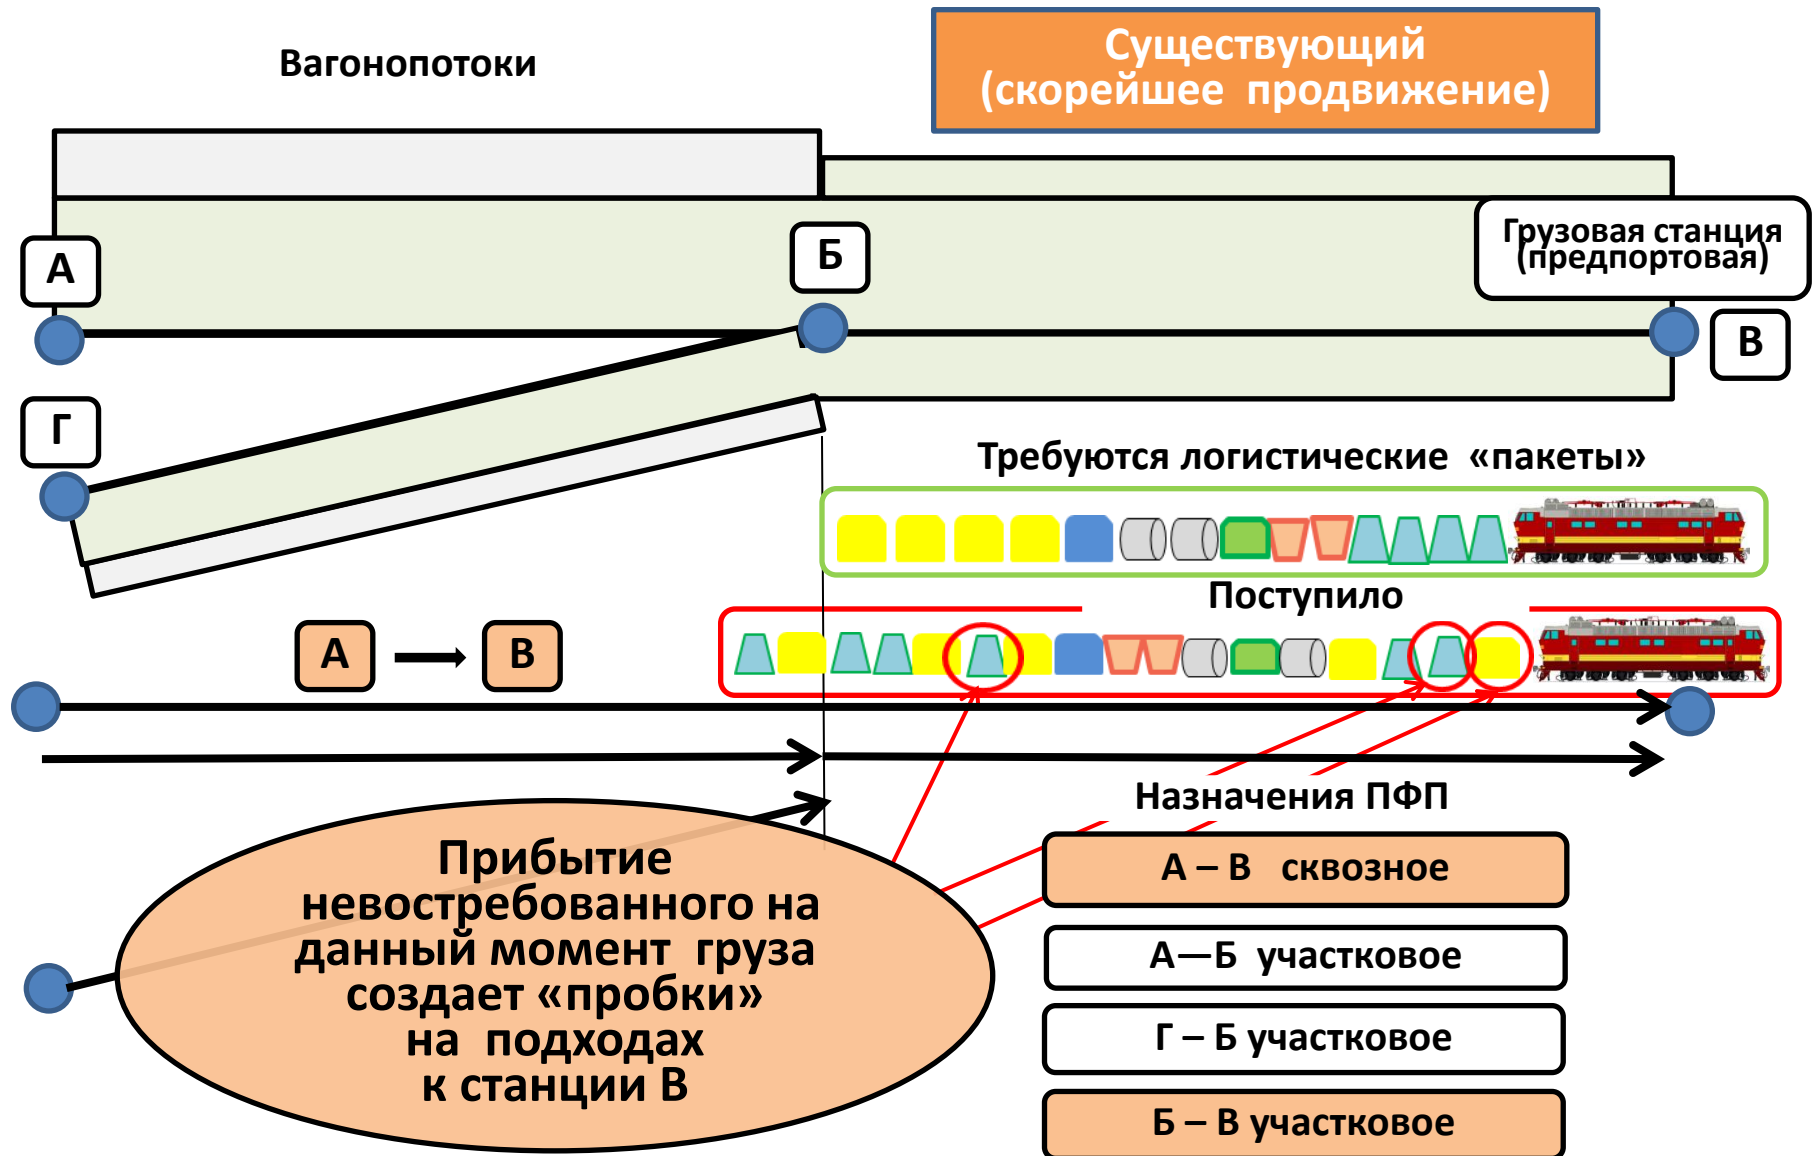 Вагонопотоки
Существующий
(скорейшее продвижение)
А
Б
Грузовая станция
(предпортовая)
В
Г
Требуются логистические «пакеты»
Поступило
А
В
Назначения ПФП
Прибытие
невостребованного на
данный момент груза
создает «пробки»
на подходах
к станции В
А – В сквозное
А—Б участковое
Г – Б участковое
Б – В участковое